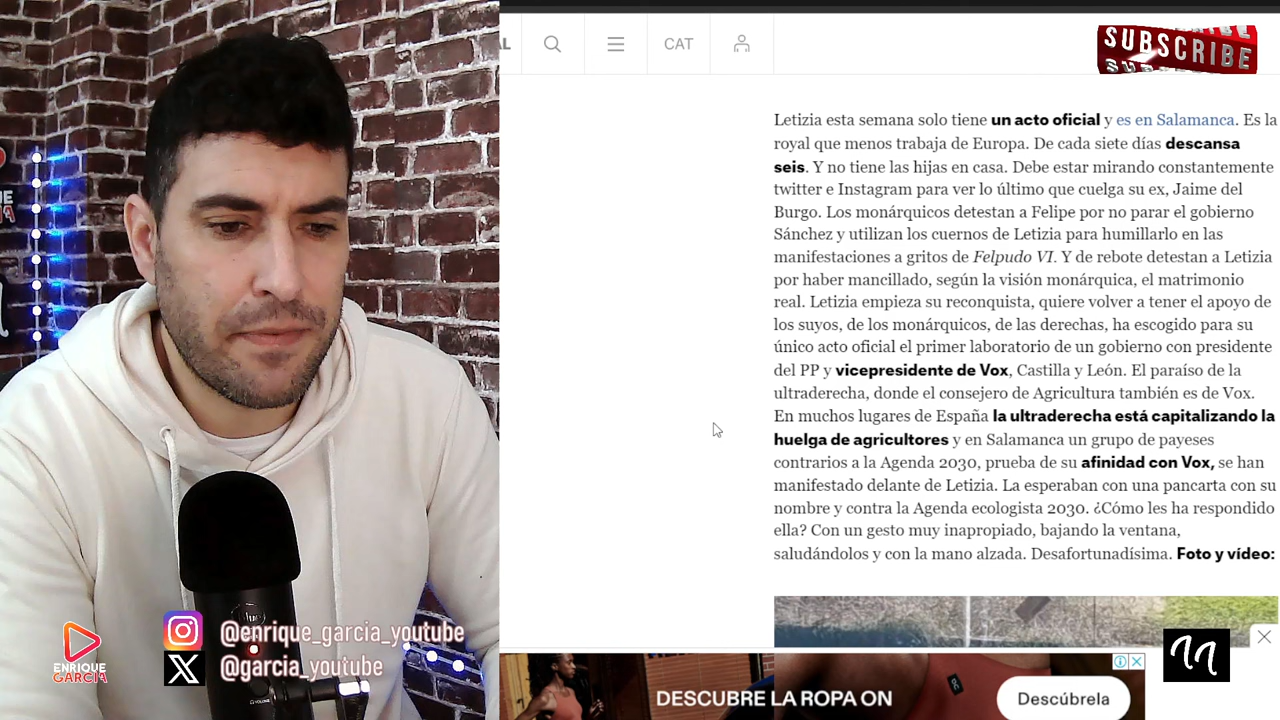 AL
CAT
SUBSCRIBE
Letizia esta semana solo tiene un acto oficial y es en Salamanca. Es la
royal que menos trabaja de Europa. De cada siete días descansa
seis. Y no tiene las hijas en casa. Debe estar mirando constantemente
twitter e Instagram para ver lo último que cuelga su ex, Jaime del
Burgo. Los monárquicos detestan a Felipe por no parar el gobierno
Sánchez y utilizan los cuernos de Letizia para humillarlo en las
manifestaciones a gritos de Felpudo VI. Y de rebote detestan a Letizia
por haber mancillado, según la visión monárquica, el matrimonio
real. Letizia empieza su reconquista, quiere volver a tener el apoyo de
los suyos, de los monárquicos, de las derechas, ha escogido para su
único acto oficial el primer laboratorio de un gobierno con presidente
del PP y vicepresidente de Vox, Castilla y León. El paraíso de la
ultraderecha, donde el consejero de Agricultura también es de Vox.
En muchos lugares de España la ultraderecha está capitalizando la
huelga de agricultores y en Salamanca un grupo de payeses
contrarios a la Agenda 2030, prueba de su afinidad con Vox, se han
manifestado delante de Letizia. La esperaban con una pancarta con su
nombre y contra la Agenda ecologista 2030. ¿Cómo les ha respondido
ella? Con un gesto muy inapropiado, bajando la ventana,
saludándolos y con la mano alzada. Desafortunadísima. Foto y vídeo:
DESCUBRE LA ROPA ON
Descúbrela
ENRIQUE
GARCIA
@enrique_garcia_youtube
@garcia_youtube